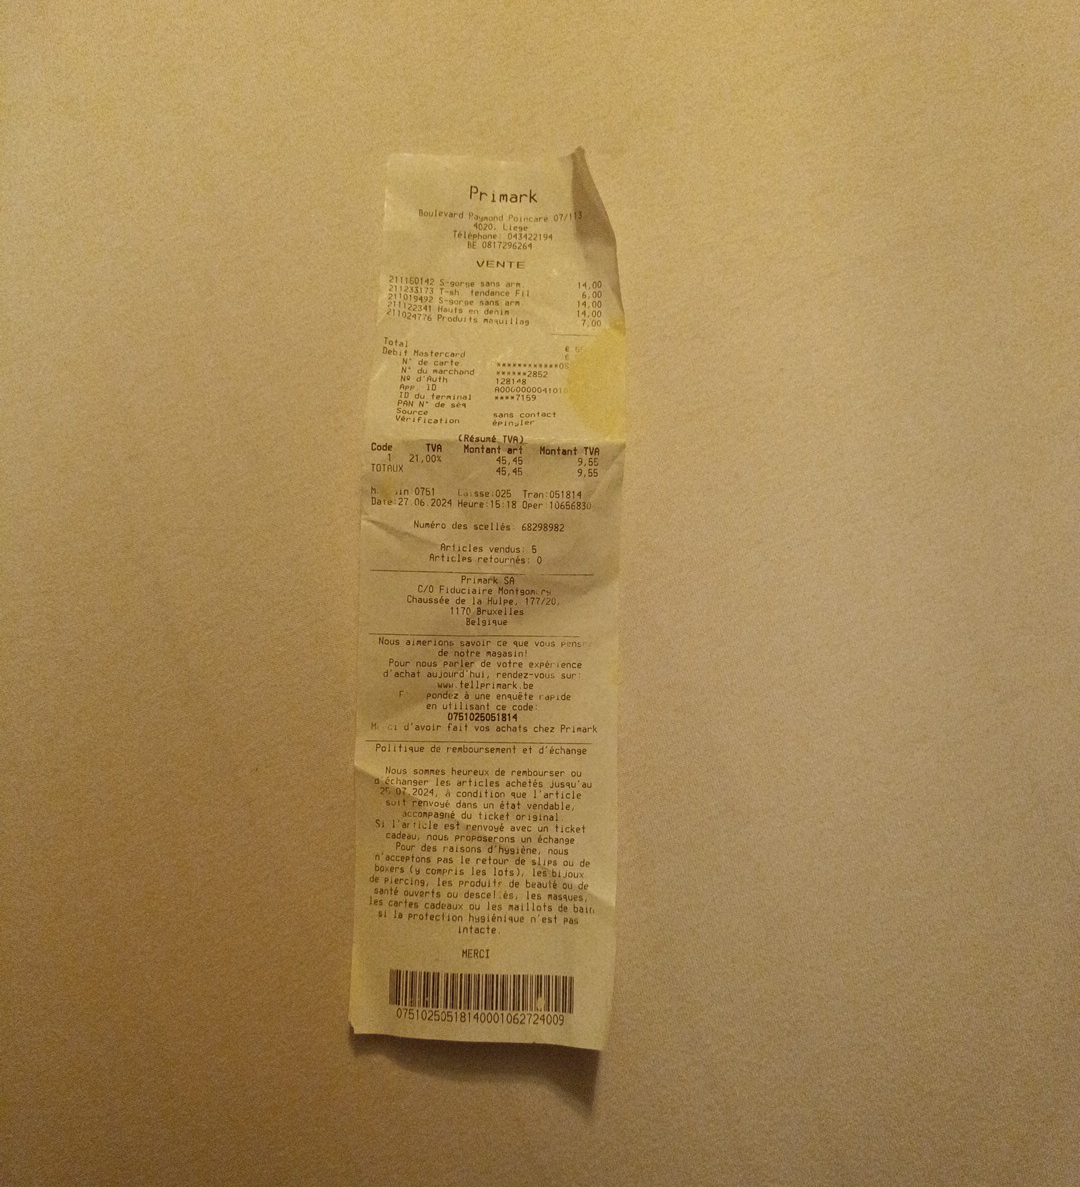 Primark
Boulevard Raymond Poincaré 07/113
4020, Liege
Téléphone: 043422194
BE 0817296264
VENTE
211160142 S-gorge sans arm. 14,00
211233173 T-sh. tendance Fil 6,00
211019492 S-gorge sans arm. 14,00
211122341 Hauts en denim 14,00
211024776 Produits maquillag 7,00
Total €
Debit Mastercard €
N° de carte
N° du marchand ******2852
Nº d'Auth 128148
App. ID
ID du terminal ****7159
PAN N° de séq
Source sans contact
Vérification épingler
(Résumé TVA)
Code TVA Montant art Montant TVA
1 21,00% 45,45 9,55
TOTAUX 45,45 9,55
0751 025 Tran:051814
Date:27.06.2024 Heure:15:18 Oper:10656830
Numéro des scellés: 68298982
Articles vendus: 5
Articles retournés: 0
Primark SA
C/O Fiduciaire Montgomery
Chaussée de la Hulpe, 177/20,
1170 Bruxelles
Belgique
Nous aimerions savoir ce que vous
de notre magasin!
Pour nous parler de votre expérience
d'achat aujourd'hui, rendez-vous sur:
www.tellprimark.be
à une enquête rapide
en utilisant ce code:
0751025051814
Merci d'avoir fait vos achats chez Primark
Politique de remboursement et d'échange
Nous sommes heureux de rembourser ou
d'échanger les articles achetés jusqu'au
07.2024, à condition que l'article
soit renvoyé dans un état vendable,
accompagné du ticket original.
Si l'article est renvoyé avec un ticket
cadeau, nous proposerons un échange
Pour des raisons d'hygiène, nous
n'acceptons pas le retour de slips ou de
boxers (y compris les lots), les bijoux
de piercing, les produits de beauté ou de
santé ouverts ou descellés, les masques,
les cartes cadeaux ou les maillots de bain
si la protection hygiénique n'est pas
intacte.
MERCI
07510250518140001062724009